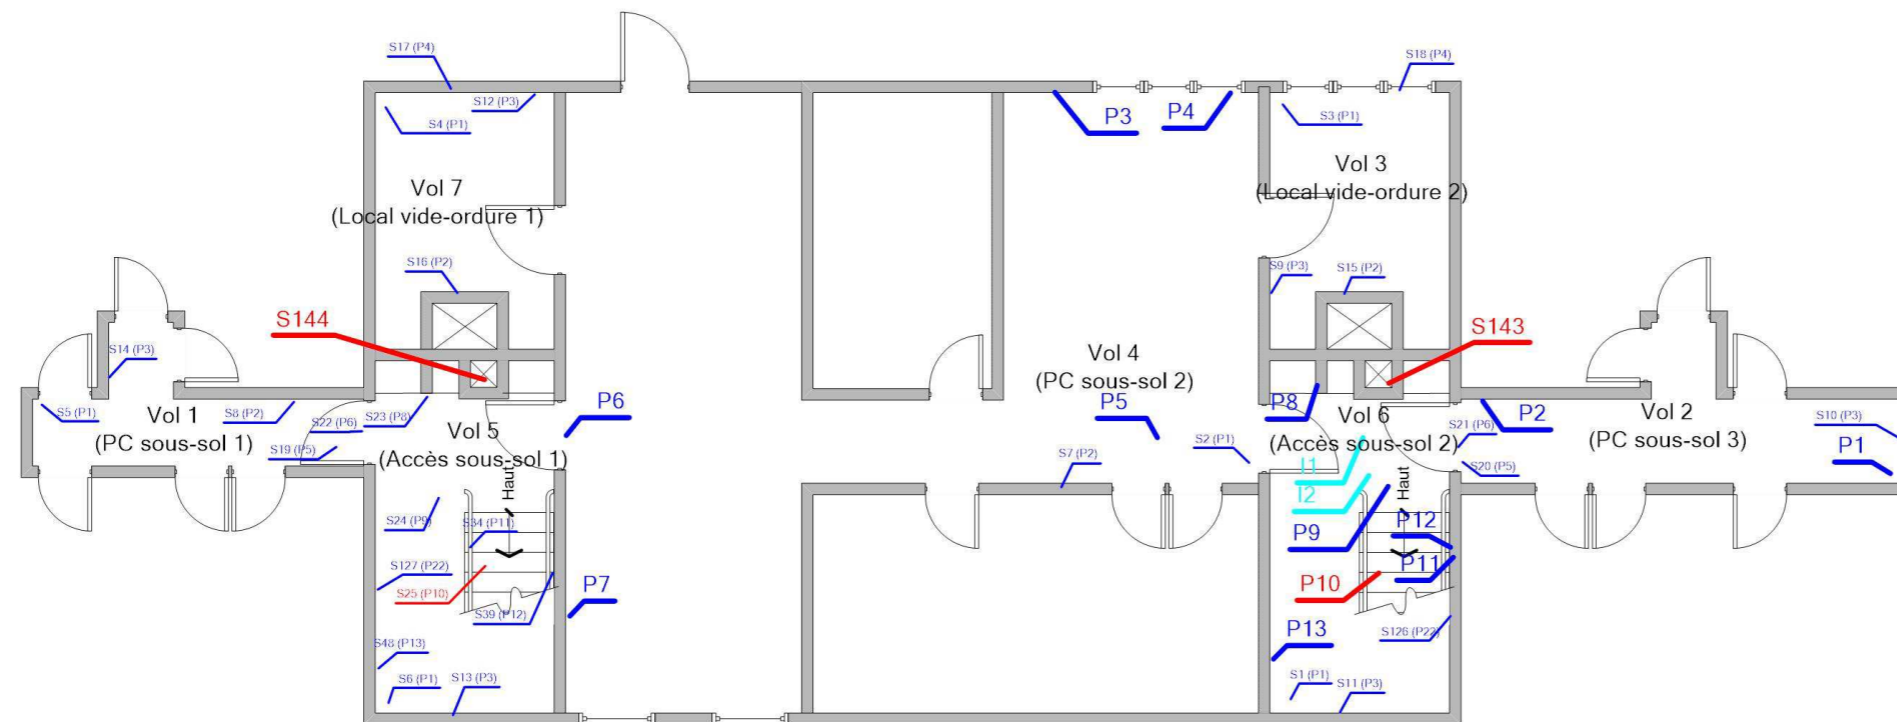 S17 (P4)
S18 (P4)
S12 (P3)
S4 (P1)
P3
P4
S3 (P1)
Vol 7
(Local vide-ordure 1)
Vol 3
(Local vide-ordure 2)
S16 (P2)
S9 (P3)
S15 (P2)
S144
S143
S14 (P3)
Vol 4
(PC sous-sol 2)
S5 (P1)
Vol 1
(PC sous-sol 1)
S8 (P2)
S22 (P6)
S23 (P8)
S19 (P5)
Vol 5
(Accès sous-sol 1)
P6
P5
P8
Vol 6
(Accès sous-sol 2)
S21 (P6)
P2
Vol 2
(PC sous-sol 3)
S10 (P3)
P1
S7 (P2)
S2 (P1)
S20 (P5)
I1
I2
Haut
Haut
S24 (P9)
S34 (P11)
P9
P12
P11
S127 (P22)
S25 (P10)
S39 (P12)
P7
P10
P13
S126 (P22)
S48 (P13)
S6 (P1)
S13 (P3)
S1 (P1)
S11 (P3)